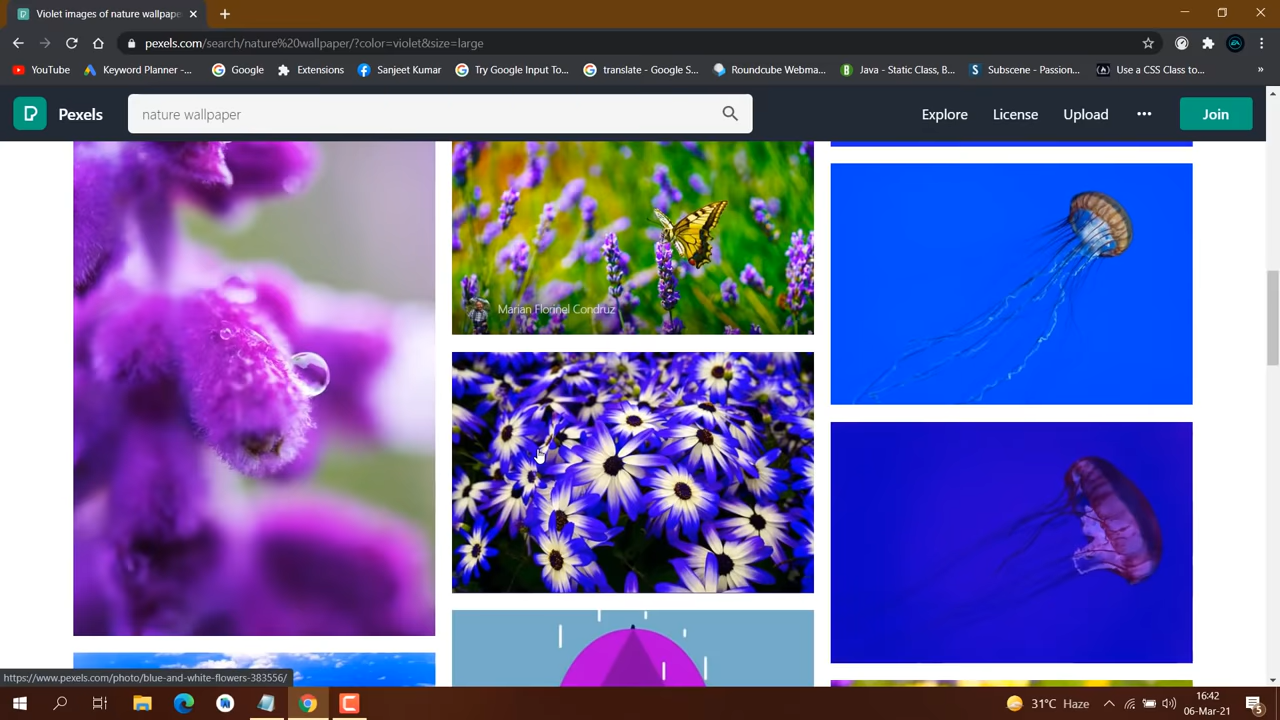 Violet images of nature wallpape
pexels.com/search/nature%20wallpaper/?color=violet&size=large
YouTube
Keyword Planner -...
Google
Extensions
Sanjeet Kumar
Try Google Input To...
translate - Google S...
Roundcube Webma...
Java - Static Class, B...
Subscene - Passion...
Use a CSS Class to...
»
Pexels
nature wallpaper
Explore
License
Upload
Join
Marian Florinel Condruz
https://www.pexels.com/photo/blue-and-white-flowers-383556/
31°C Haze
16:42
06-Mar-21
5